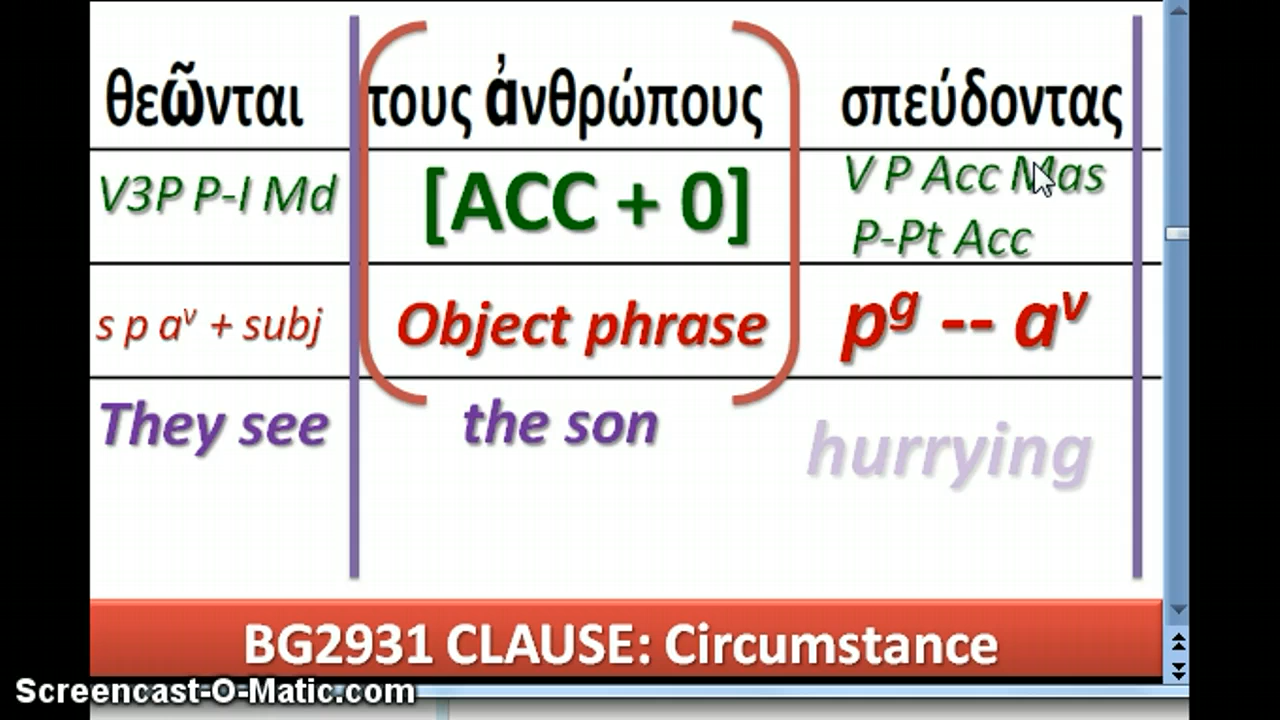 θεῶνται τους ἀνθρώπους σπεύδοντας
V3P P-I Md [ACC + 0] V P Acc Mas
P-Pt Acc
s p aᵛ + subj Object phrase pᵍ -- aᵛ
They see the son hurrying
BG2931 CLAUSE: Circumstance
Screencast-O-Matic.com